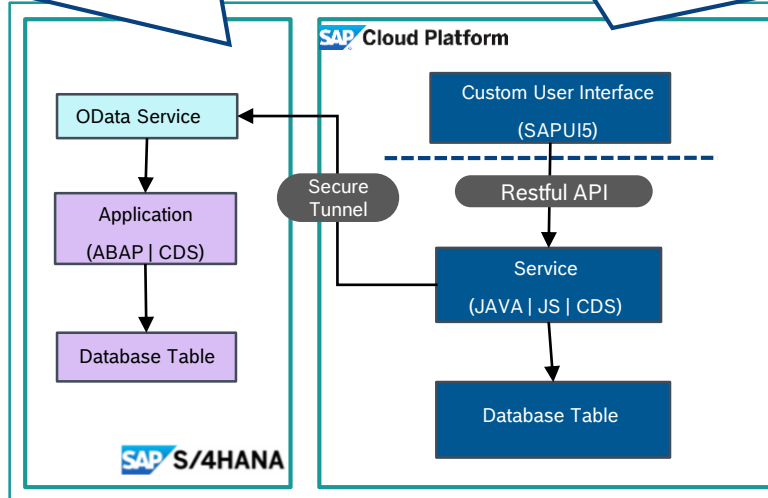 SAP Cloud Platform
OData Service
Application
(ABAP | CDS)
Database Table
SAP S/4HANA
Secure
Tunnel
Custom User Interface
(SAPUI5)
Restful API
Service
(JAVA | JS | CDS)
Database Table